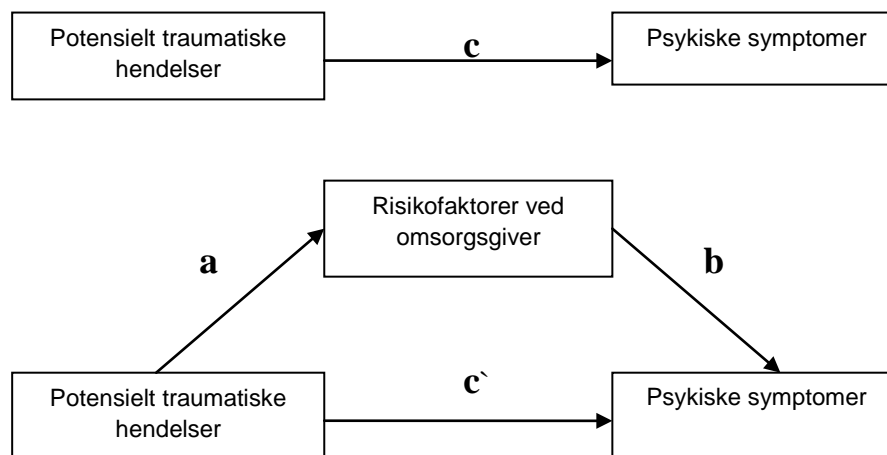 Potensielt traumatiske
hendelser
c
Psykiske symptomer
Risikofaktorer ved
omsorgsgiver
a
b
Potensielt traumatiske
hendelser
c`
Psykiske symptomer